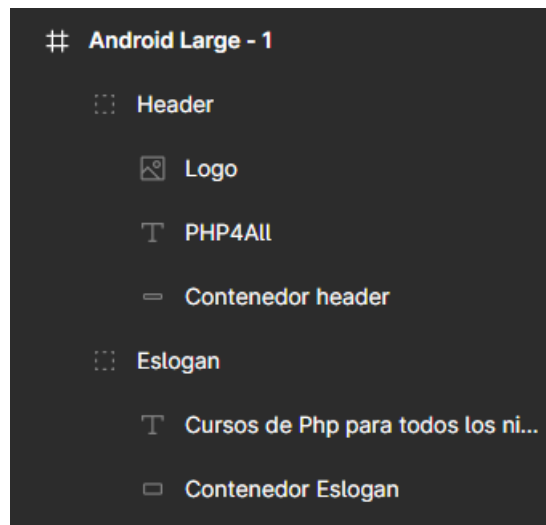 Android Large - 1
Header
Logo
PHP4All
Contenedor header
Eslogan
Cursos de Php para todos los ni...
Contenedor Eslogan